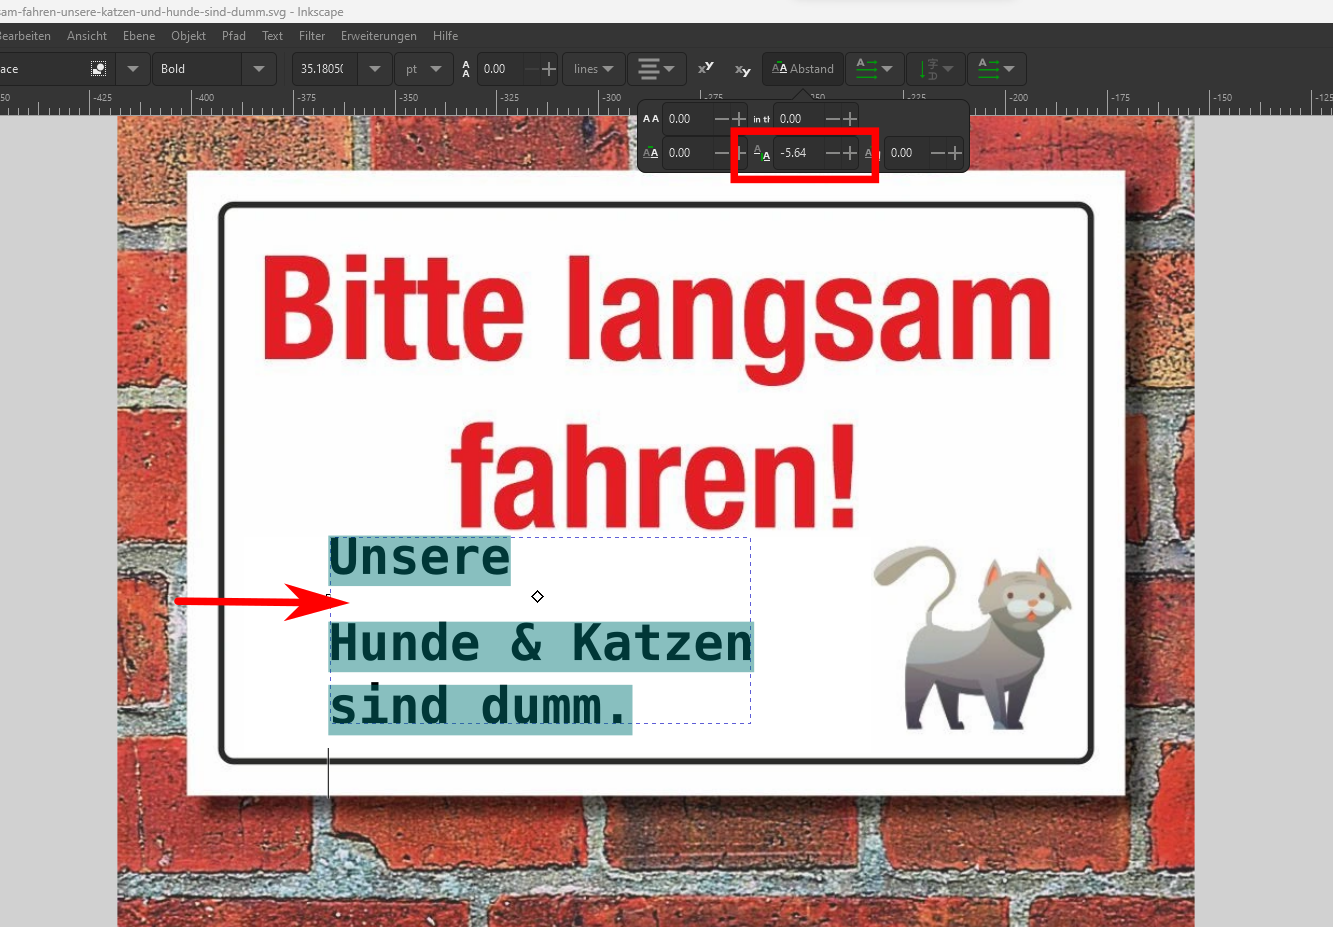 sam-fahren-unsere-katzen-und-hunde-sind-dumm.svg - Inkscape
Bearbeiten Ansicht Ebene Objekt Pfad Text Filter Erweiterungen Hilfe
ace Bold 35.1805 pt 0.00 lines Abstand
50 -425 -400 -375 -350 -325 -300 -275 -250 -225 -200 -175 -150 -125
0.00 0.00
0.00 -5.64 0.00
Bitte langsam
fahren!
Unsere
Hunde & Katzen
sind dumm.